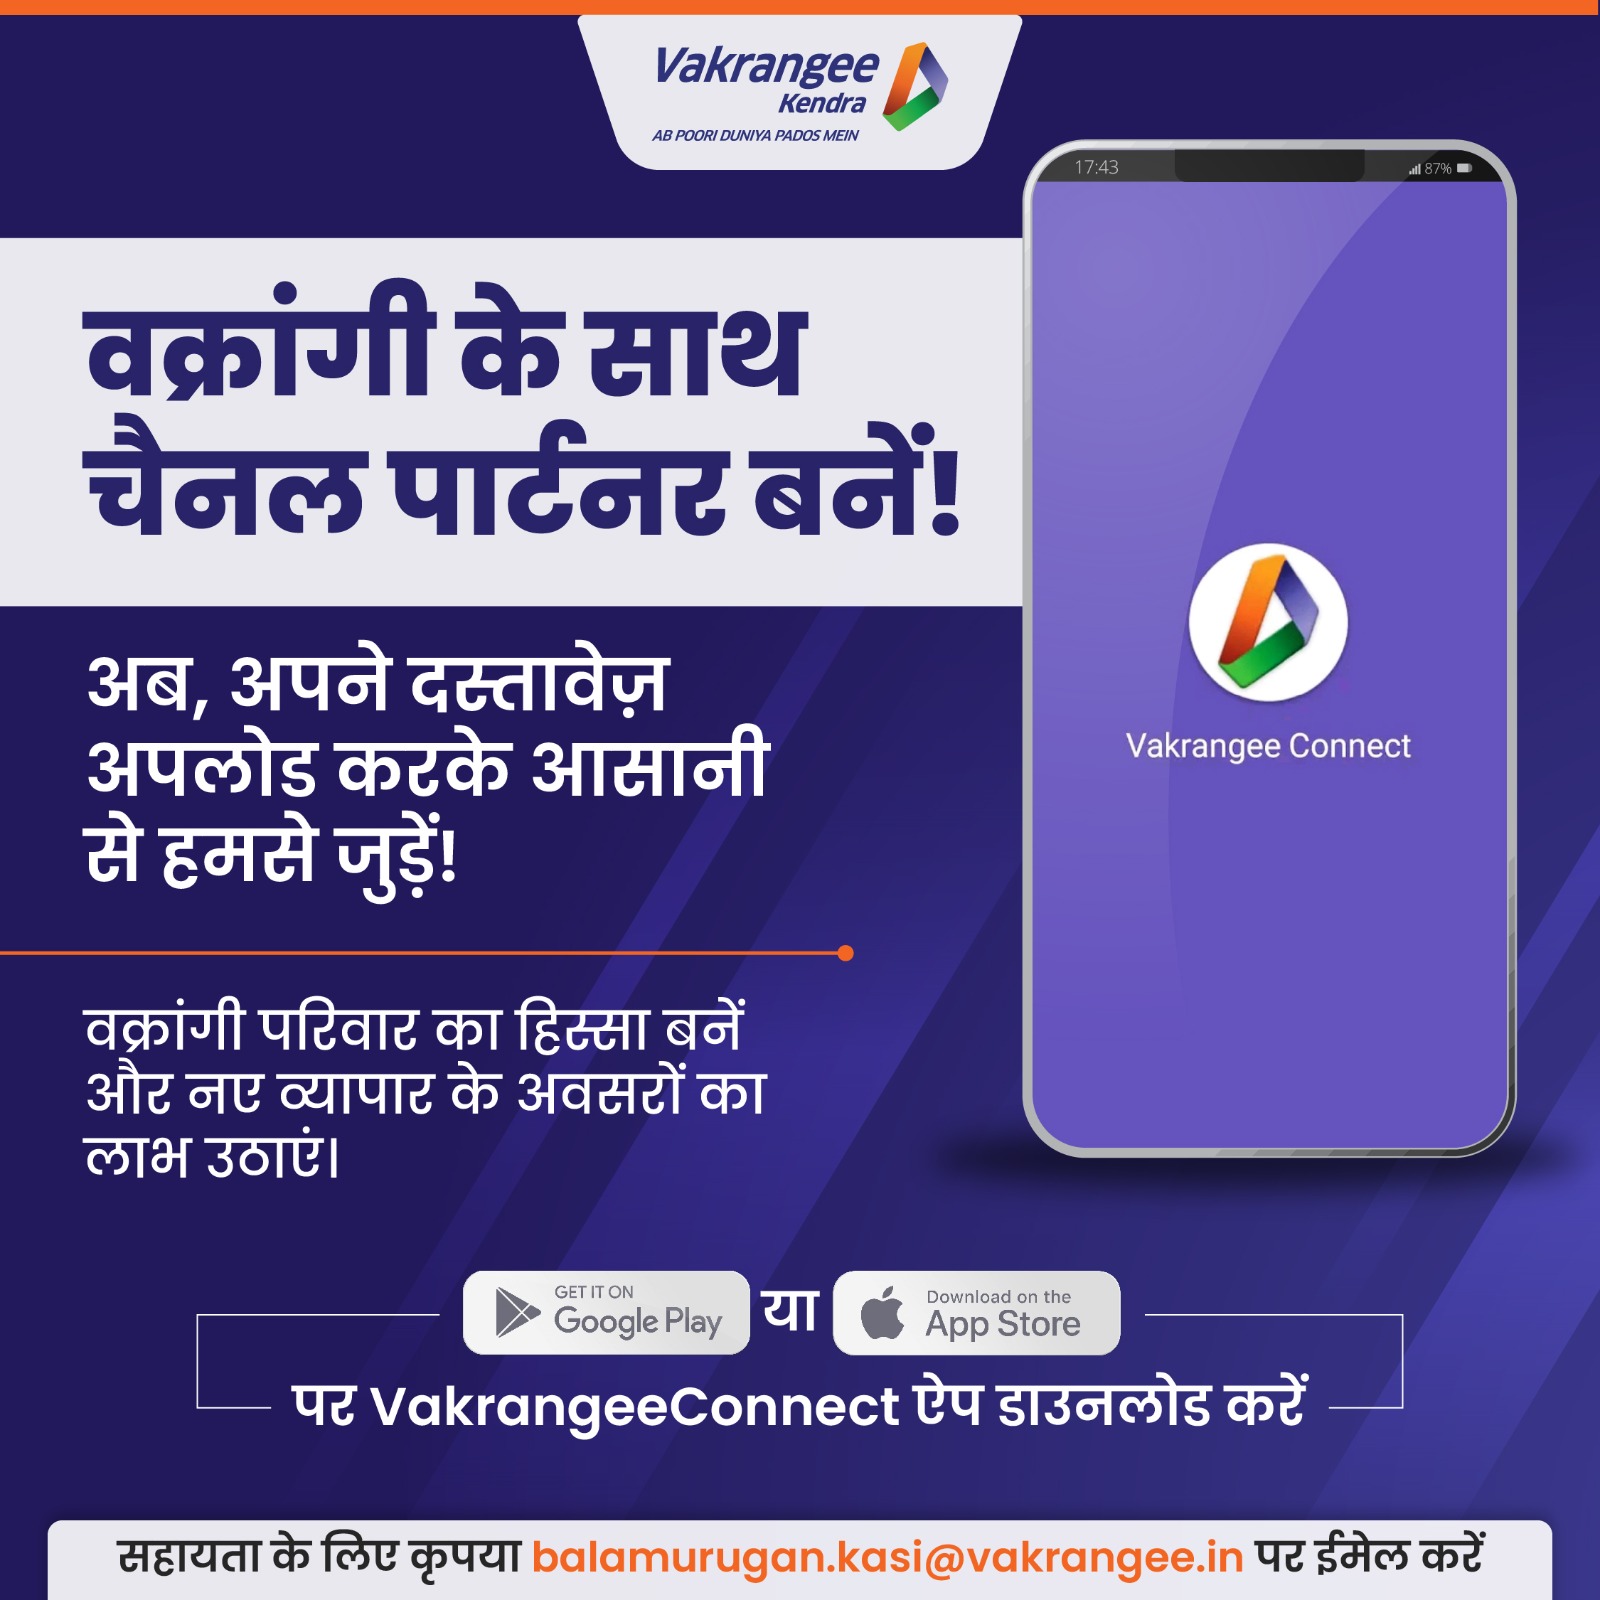 Vakrangee
Kendra
AB POORI DUNIYA PADOS MEIN
17:43
87%
वक्रांगी के साथ
चैनल पार्टनर बनें!
अब, अपने दस्तावेज़
अपलोड करके आसानी
से हमसे जुड़ें!
Vakrangee Connect
वक्रांगी परिवार का हिस्सा बनें
और नए व्यापार के अवसरों का
लाभ उठाएं।
GET IT ON
Google Play
या
Download on the
App Store
पर VakrangeeConnect ऐप डाउनलोड करें
सहायता के लिए कृपया balamurugan.kasi@vakrangee.in पर ईमेल करें